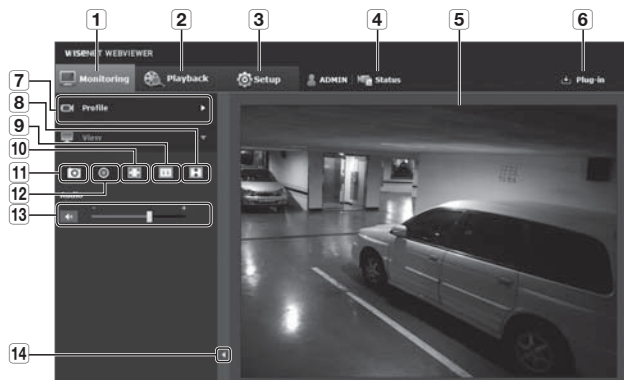 1 2 3 4 5 6
WISENET WEBVIEWER
Monitoring Playback Setup ADMIN Status Plug-in
7
Profile
8
View
9
10
11
12
Audio
13
- +
14